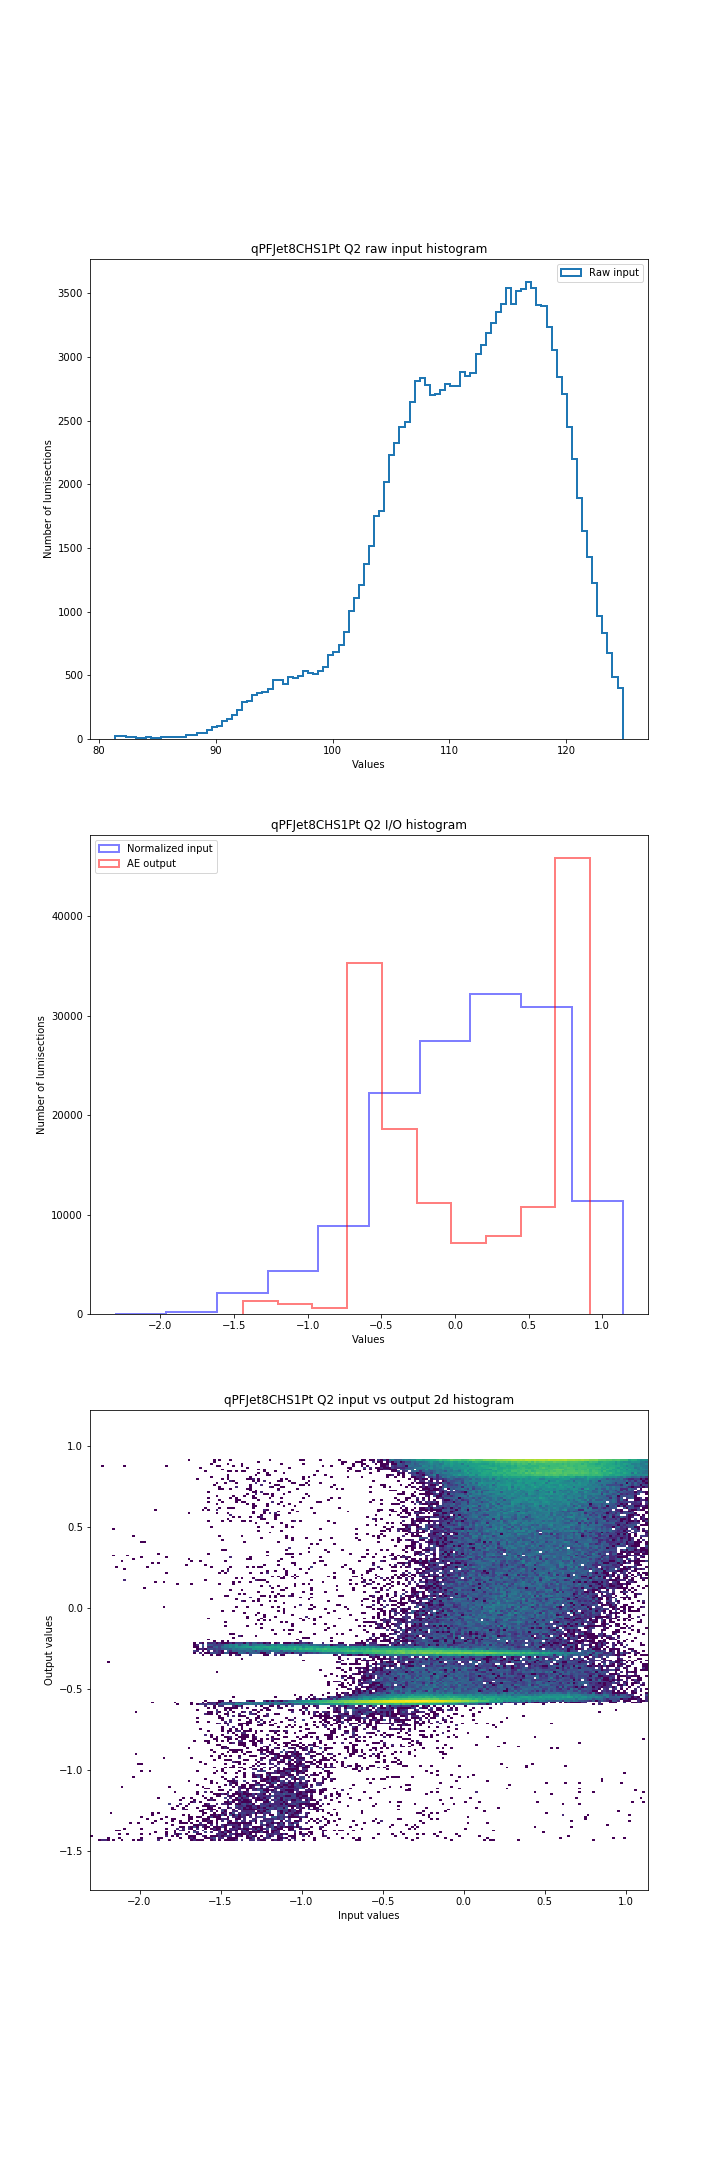 qPFJet8CHS1Pt Q2 raw input histogram
Raw input
3500
3000
2500
2000
1500
1000
500
0
Number of lumisections
80 90 100 110 120
Values
qPFJet8CHS1Pt Q2 I/O histogram
Normalized input
AE output
40000
30000
20000
10000
0
Number of lumisections
−2.0 −1.5 −1.0 −0.5 0.0 0.5 1.0
Values
qPFJet8CHS1Pt Q2 input vs output 2d histogram
1.0
0.5
0.0
−0.5
−1.0
−1.5
Output values
−2.0 −1.5 −1.0 −0.5 0.0 0.5 1.0
Input values